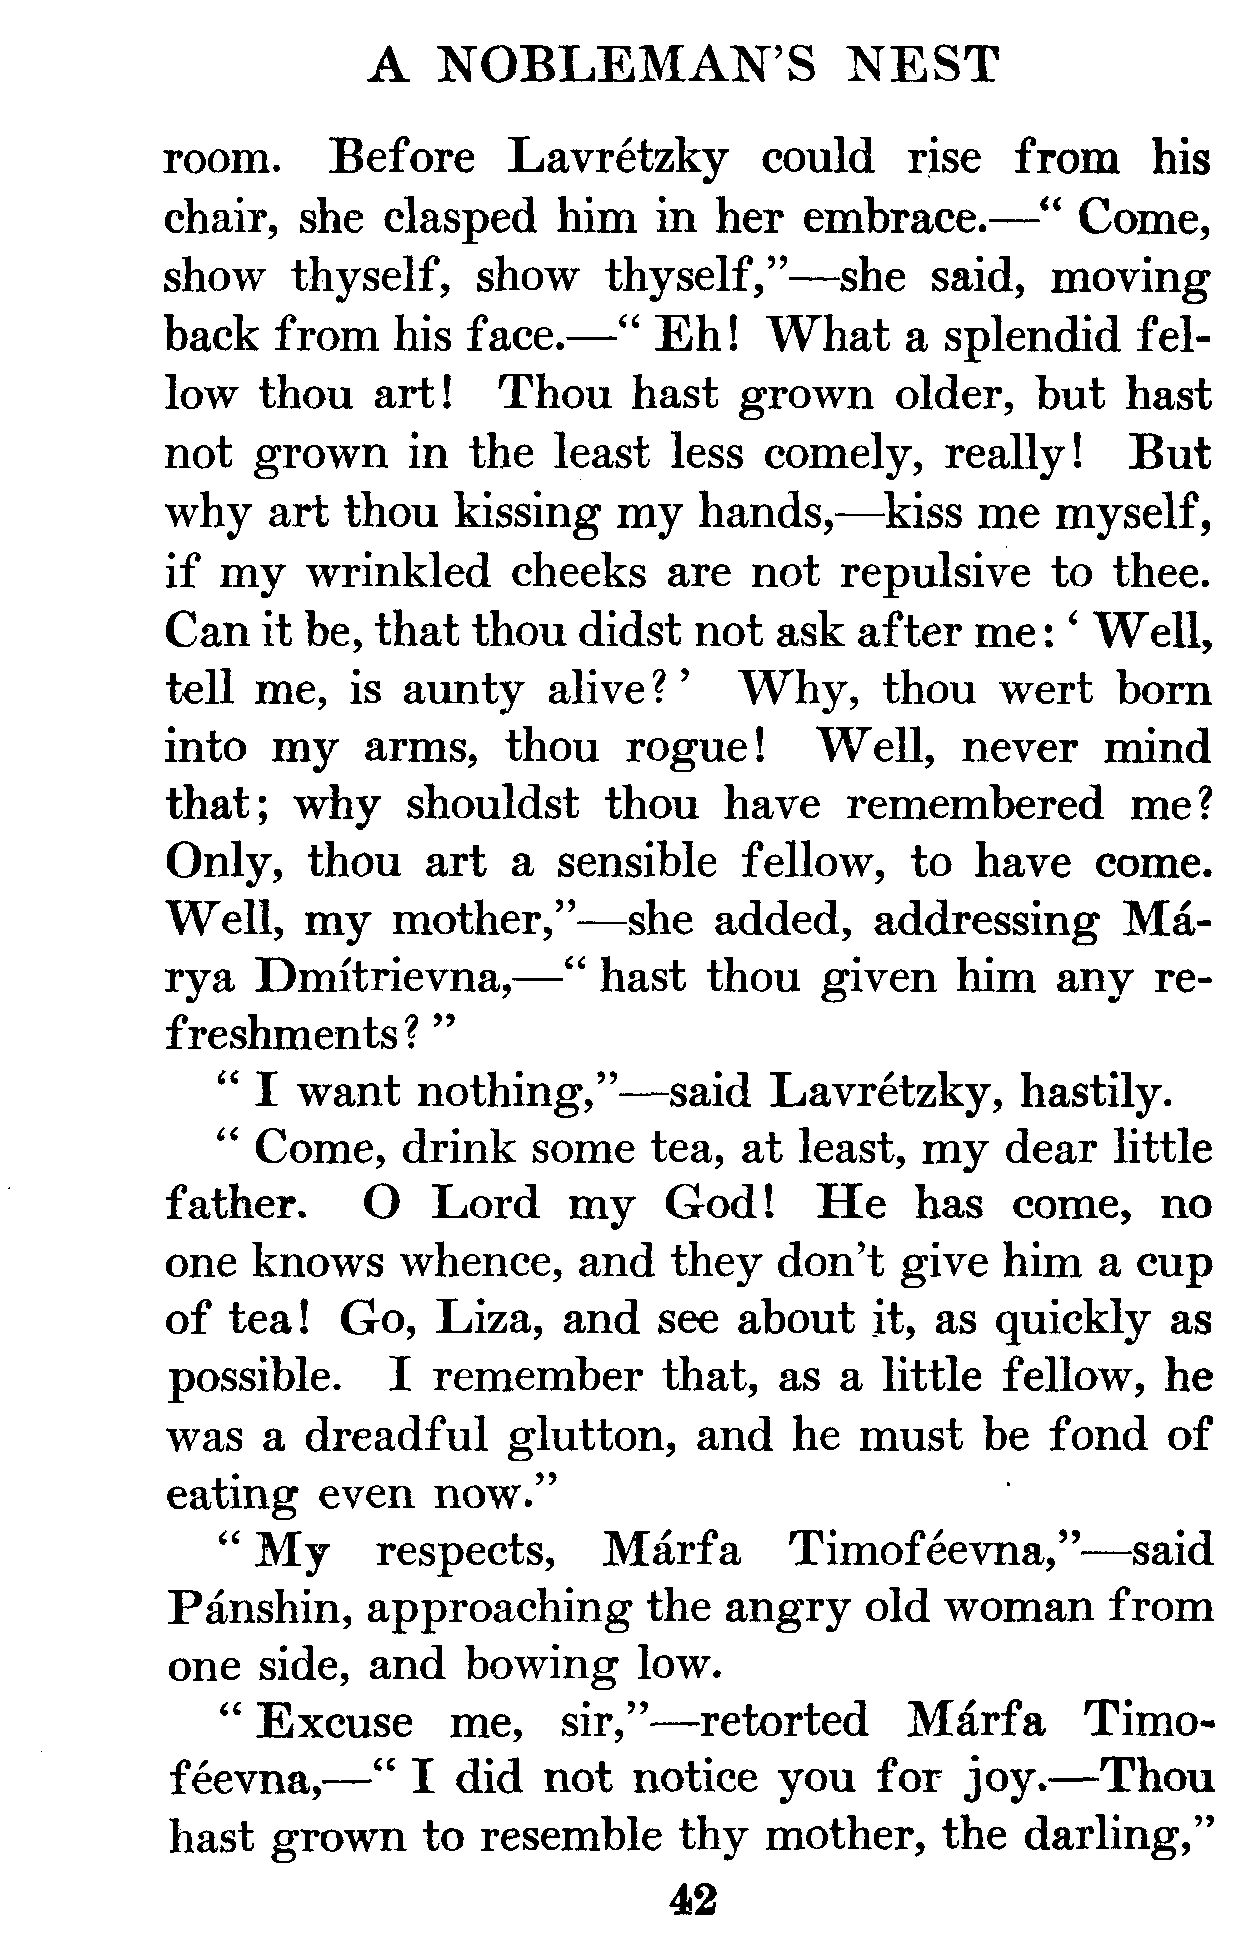 A NOBLEMAN'S NEST
room. Before Lavrétzky could rise from his
chair, she clasped him in her embrace.—“ Come,
show thyself, show thyself,”—she said, moving
back from his face.—“ Eh! What a splendid fel-
low thou art! Thou hast grown older, but hast
not grown in the least less comely, really! But
why art thou kissing my hands,—kiss me myself,
if my wrinkled cheeks are not repulsive to thee.
Can it be, that thou didst not ask after me: ‘ Well,
tell me, is aunty alive? ’ Why, thou wert born
into my arms, thou rogue! Well, never mind
that; why shouldst thou have remembered me?
Only, thou art a sensible fellow, to have come.
Well, my mother,”—she added, addressing Má-
rya Dmítrievna,—“ hast thou given him any re-
freshments? ”
“ I want nothing,”—said Lavrétzky, hastily.
“ Come, drink some tea, at least, my dear little
father. O Lord my God! He has come, no
one knows whence, and they don't give him a cup
of tea! Go, Liza, and see about it, as quickly as
possible. I remember that, as a little fellow, he
was a dreadful glutton, and he must be fond of
eating even now.”
“ My respects, Márfa Timoféevna,”—said
Pánshin, approaching the angry old woman from
one side, and bowing low.
“ Excuse me, sir,”—retorted Márfa Timo-
féevna,—“ I did not notice you for joy.—Thou
hast grown to resemble thy mother, the darling,”
42